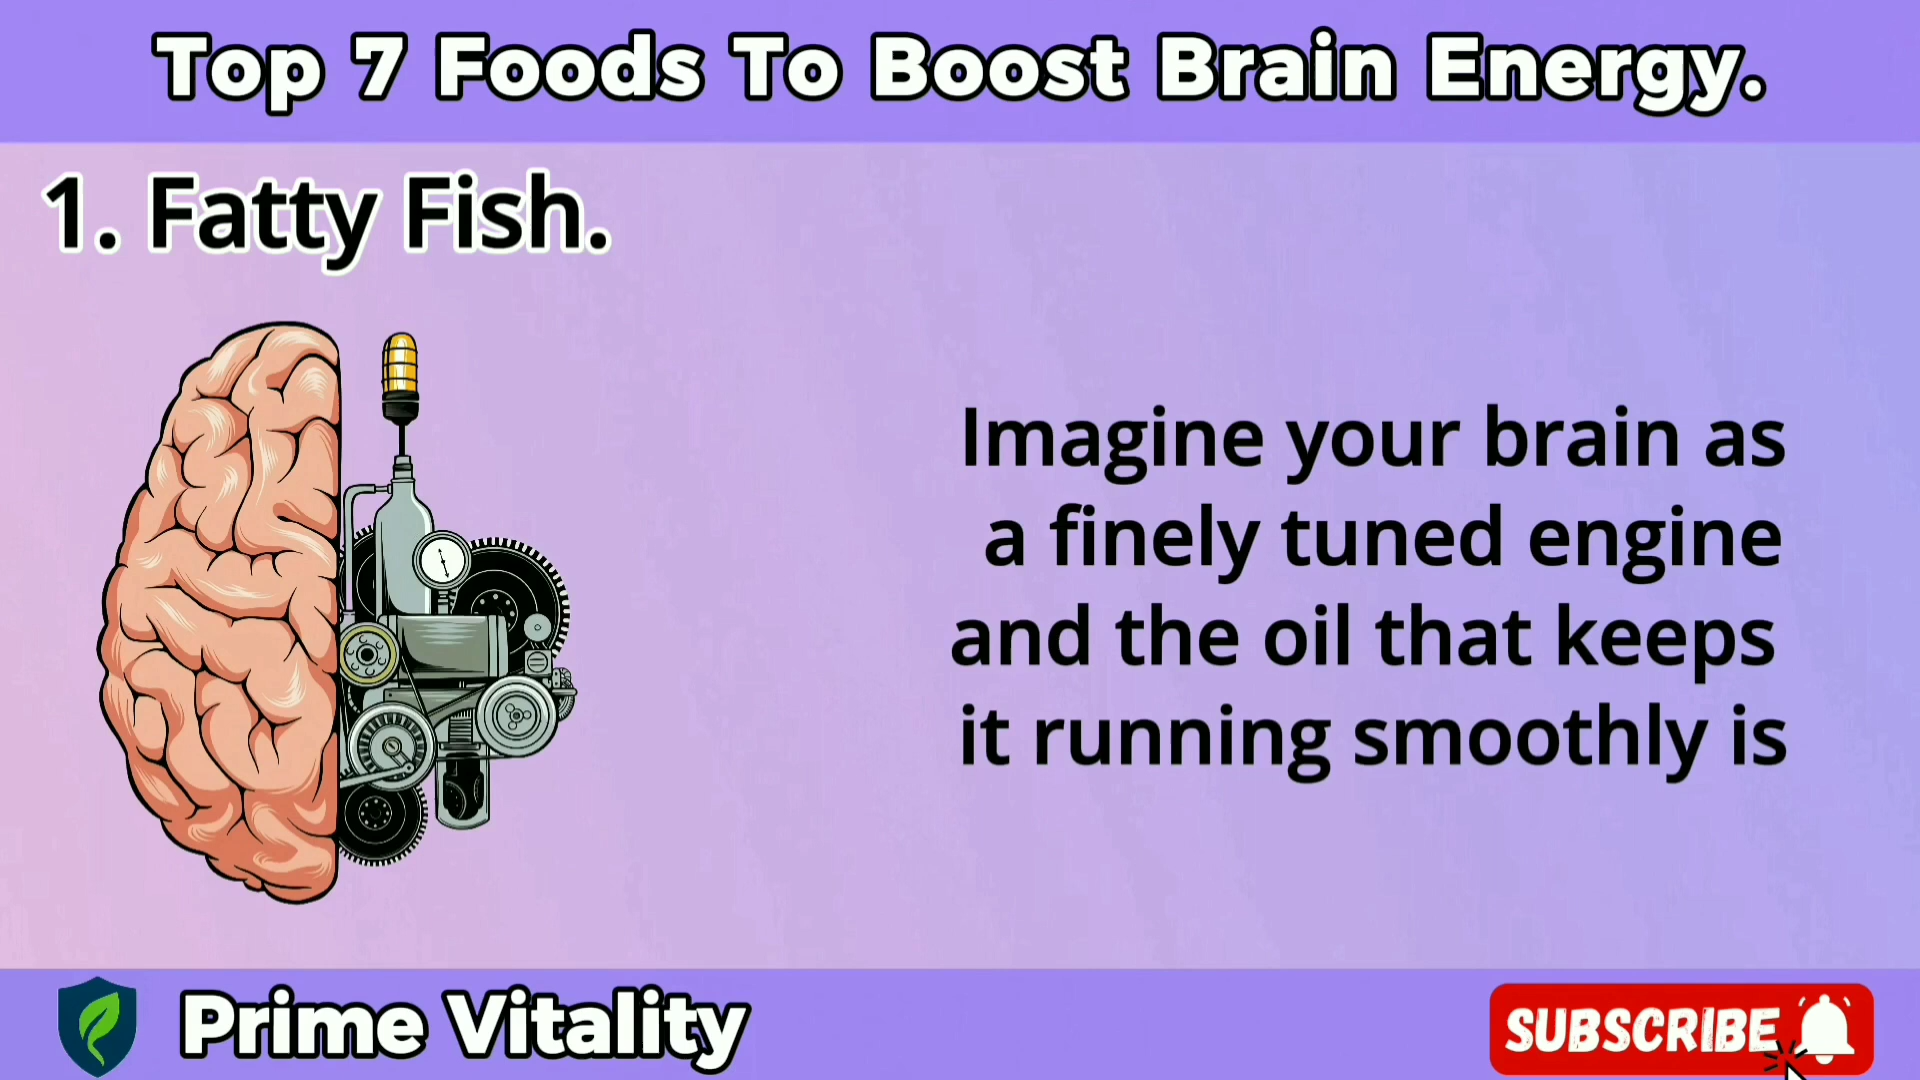 Top 7 Foods To Boost Brain Energy.
1. Fatty Fish.
Imagine your brain as
a finely tuned engine
and the oil that keeps
it running smoothly is
Prime Vitality
SUBSCRIBE